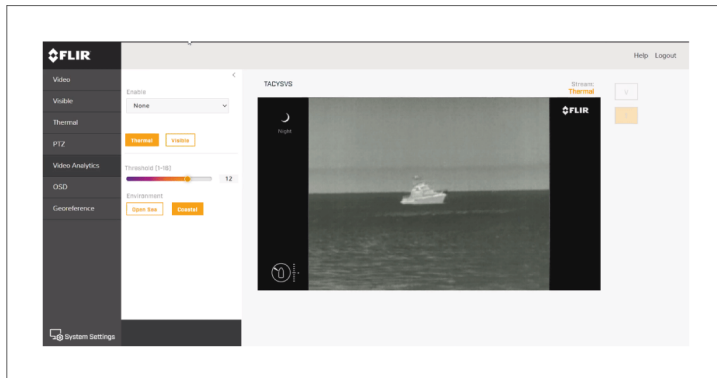 FLIR
Help Logout
Video
Visible
Thermal
PTZ
Video Analytics
OSD
Georeference
System Settings
Enable
None
Thermal Visible
Threshold [1-18]
12
Environment
Open Sea Coastal
TACYSVS
Stream:
Thermal
Night
FLIR
V